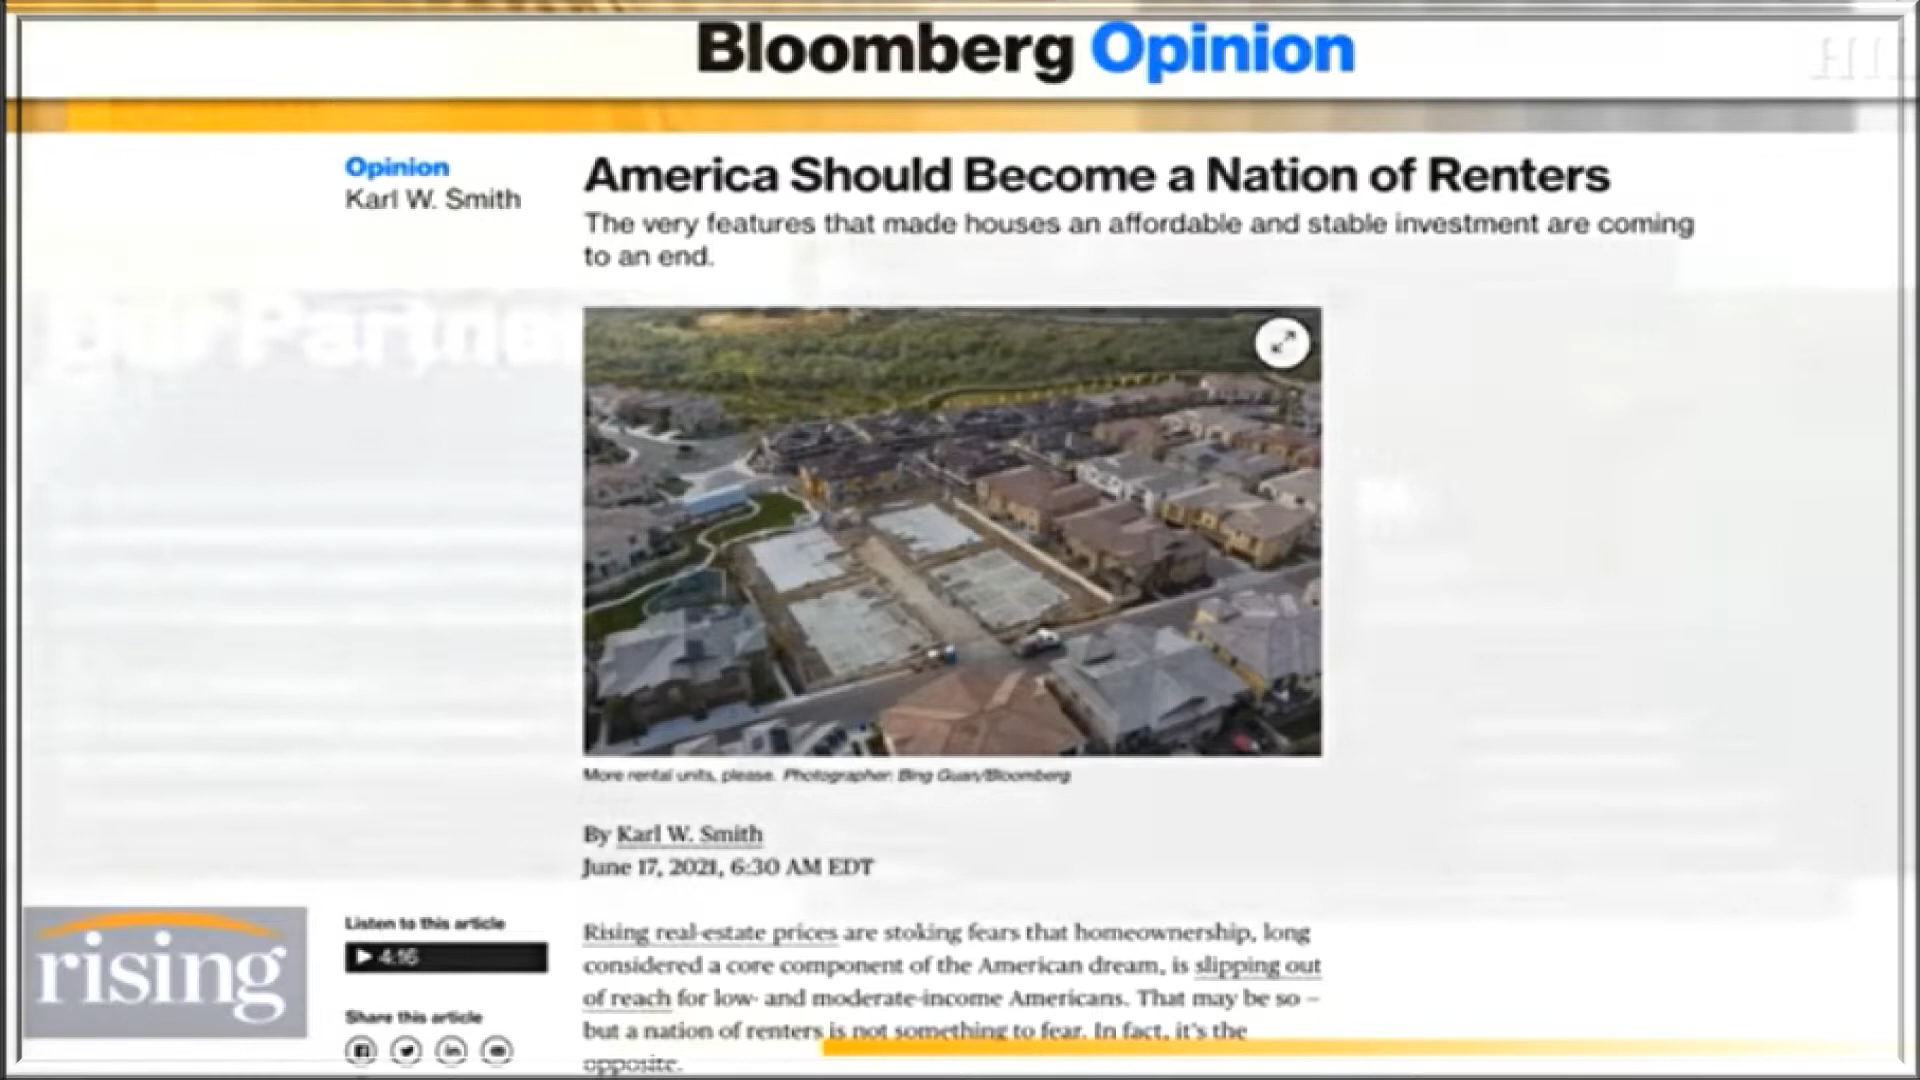 Bloomberg Opinion
Opinion
Karl W. Smith
America Should Become a Nation of Renters
The very features that made houses an affordable and stable investment are coming
to an end.
Our Partner
More rental units, please. Photographer: Bing Guan/Bloomberg
By Karl W. Smith
June 17, 2021, 6:30 AM EDT
rising
Listen to this article
4:16
Share this article
Rising real-estate prices are stoking fears that homeownership, long
considered a core component of the American dream, is slipping out
of reach for low- and moderate-income Americans. That may be so –
but a nation of renters is not something to fear. In fact, it's the
opposite.